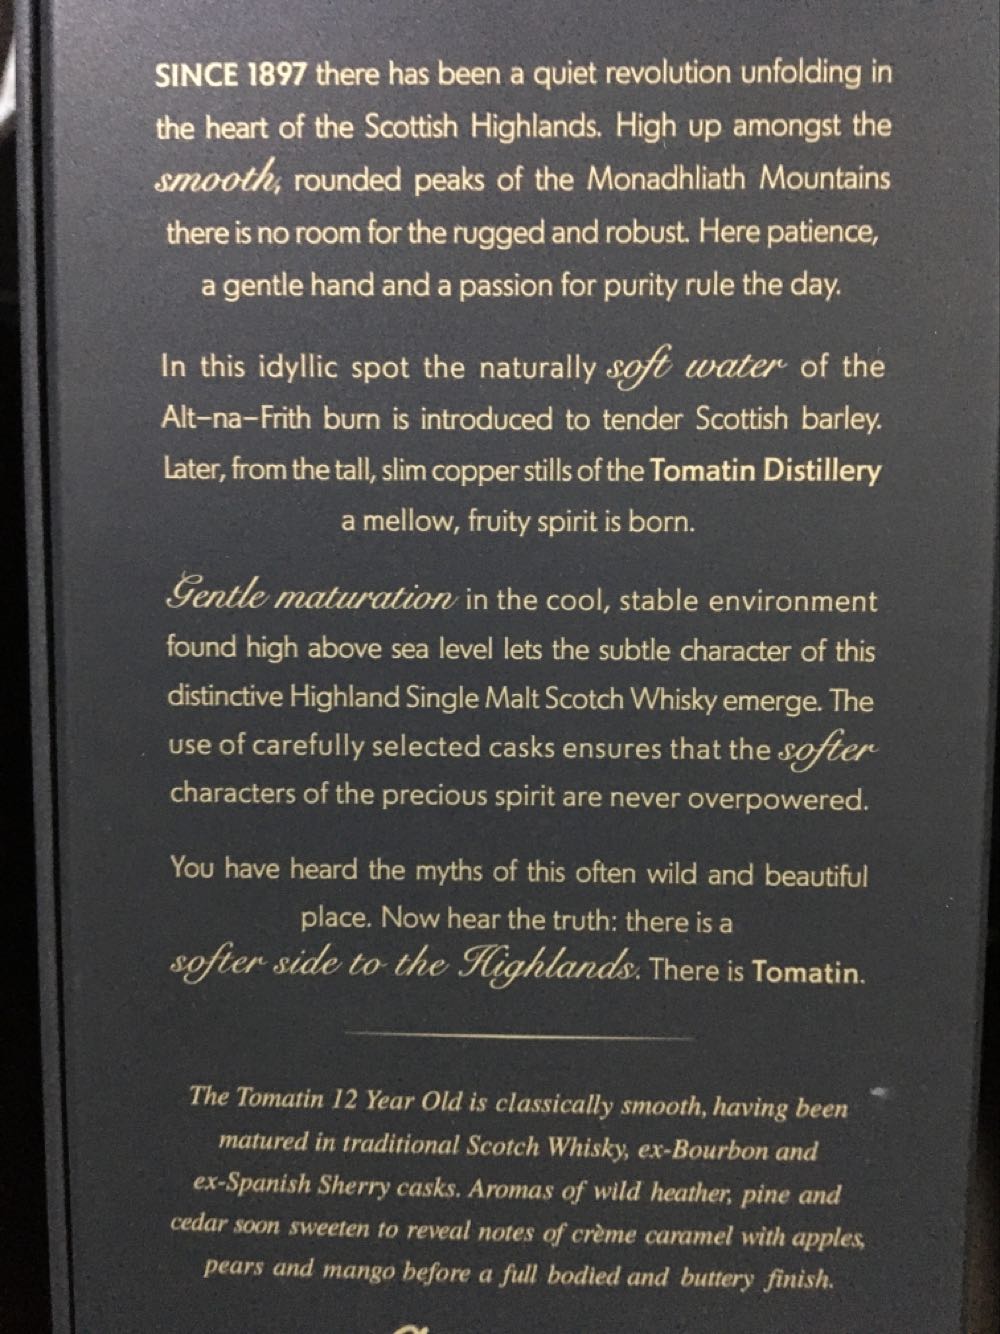 SINCE 1897 there has been a quiet revolution unfolding in
the heart of the Scottish Highlands. High up amongst the
smooth, rounded peaks of the Monadhliath Mountains
there is no room for the rugged and robust. Here patience,
a gentle hand and a passion for purity rule the day.
In this idyllic spot the naturally soft water of the
Alt-na-Frith burn is introduced to tender Scottish barley.
Later, from the tall, slim copper stills of the Tomatin Distillery
a mellow, fruity spirit is born.
Gentle maturation in the cool, stable environment
found high above sea level lets the subtle character of this
distinctive Highland Single Malt Scotch Whisky emerge. The
use of carefully selected casks ensures that the softer
characters of the precious spirit are never overpowered.
You have heard the myths of this often wild and beautiful
place. Now hear the truth: there is a
softer side to the Highlands. There is Tomatin.
The Tomatin 12 Year Old is classically smooth, having been
matured in traditional Scotch Whisky, ex-Bourbon and
ex-Spanish Sherry casks. Aromas of wild heather, pine and
cedar soon sweeten to reveal notes of crème caramel with apples,
pears and mango before a full bodied and buttery finish.